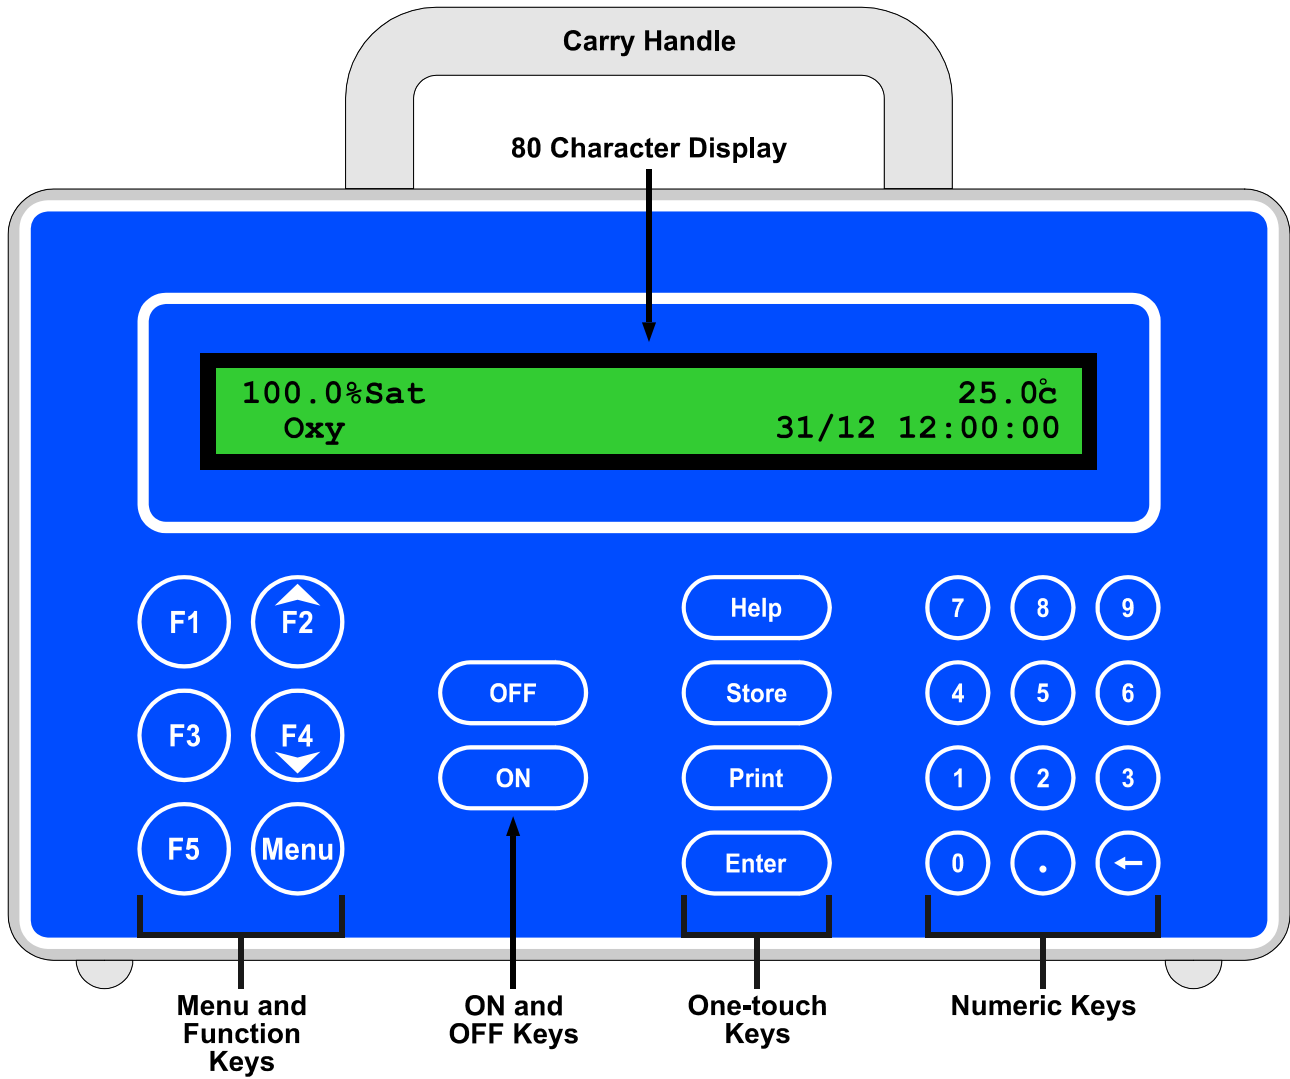 Carry Handle
80 Character Display
100.0%Sat 25.0°c
Oxy 31/12 12:00:00
F1 F2
F3 F4
F5 Menu
OFF
ON
Help
Store
Print
Enter
7 8 9
4 5 6
1 2 3
0 . ←
Menu and
Function
Keys
ON and
OFF Keys
One-touch
Keys
Numeric Keys